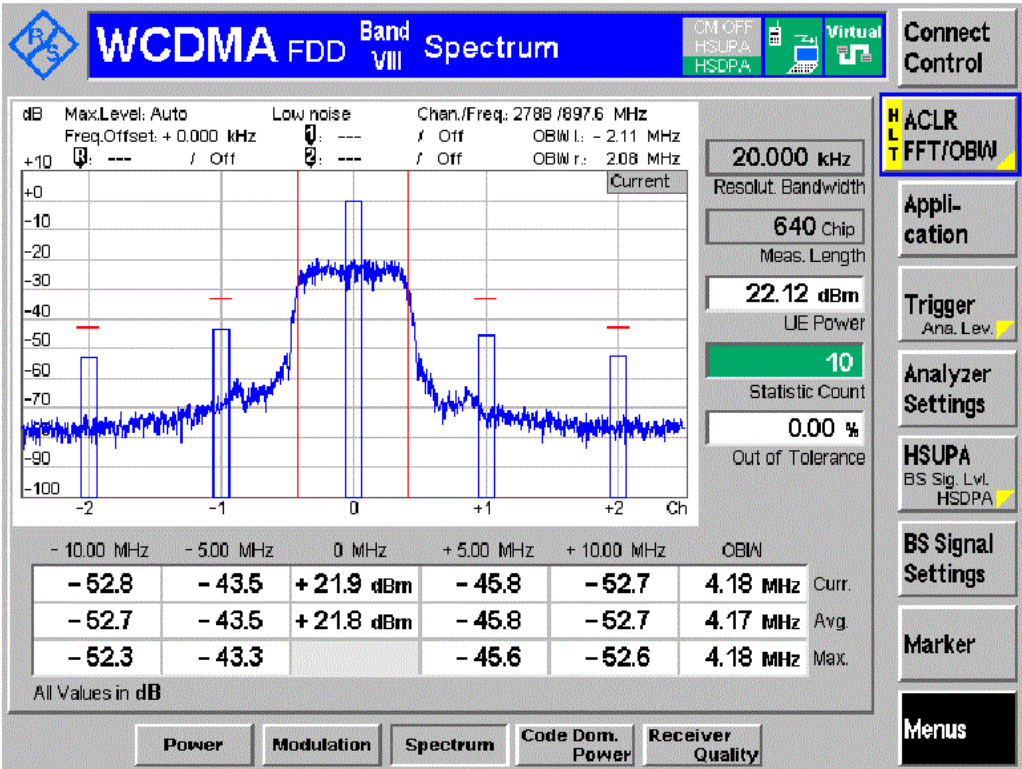 R&S
WCDMA FDD Band VIII Spectrum
CM OFF
HSUPA
HSDPA
Virtual
Connect Control
dB Max.Level: Auto Low noise Chan./Freq.: 2788 /897.6 MHz
Freq.Offset: + 0.000 kHz 1: --- / Off OBW l.: - 2.11 MHz
R: --- / Off 2: --- / Off OBW r.: 2.08 MHz
Current
+10
+0
-10
-20
-30
-40
-50
-60
-70
-80
-90
-100
-2 -1 0 +1 +2 Ch
20.000 kHz
Resolut. Bandwidth
640 Chip
Meas. Length
22.12 dBm
UE Power
10
Statistic Count
0.00 %
Out of Tolerance
- 10.00 MHz - 5.00 MHz 0 MHz + 5.00 MHz + 10.00 MHz OBW
- 52.8 - 43.5 + 21.9 dBm - 45.8 - 52.7 4.18 MHz Curr.
- 52.7 - 43.5 + 21.8 dBm - 45.8 - 52.7 4.17 MHz Avg.
- 52.3 - 43.3 - 45.6 - 52.6 4.18 MHz Max.
All Values in dB
HLT
ACLR
FFT/OBW
Appli-
cation
Trigger
Ana. Lev.
Analyzer
Settings
HSUPA
BS Sig. Lvl.
HSDPA
BS Signal
Settings
Marker
Menus
Power
Modulation
Spectrum
Code Dom.
Power
Receiver
Quality